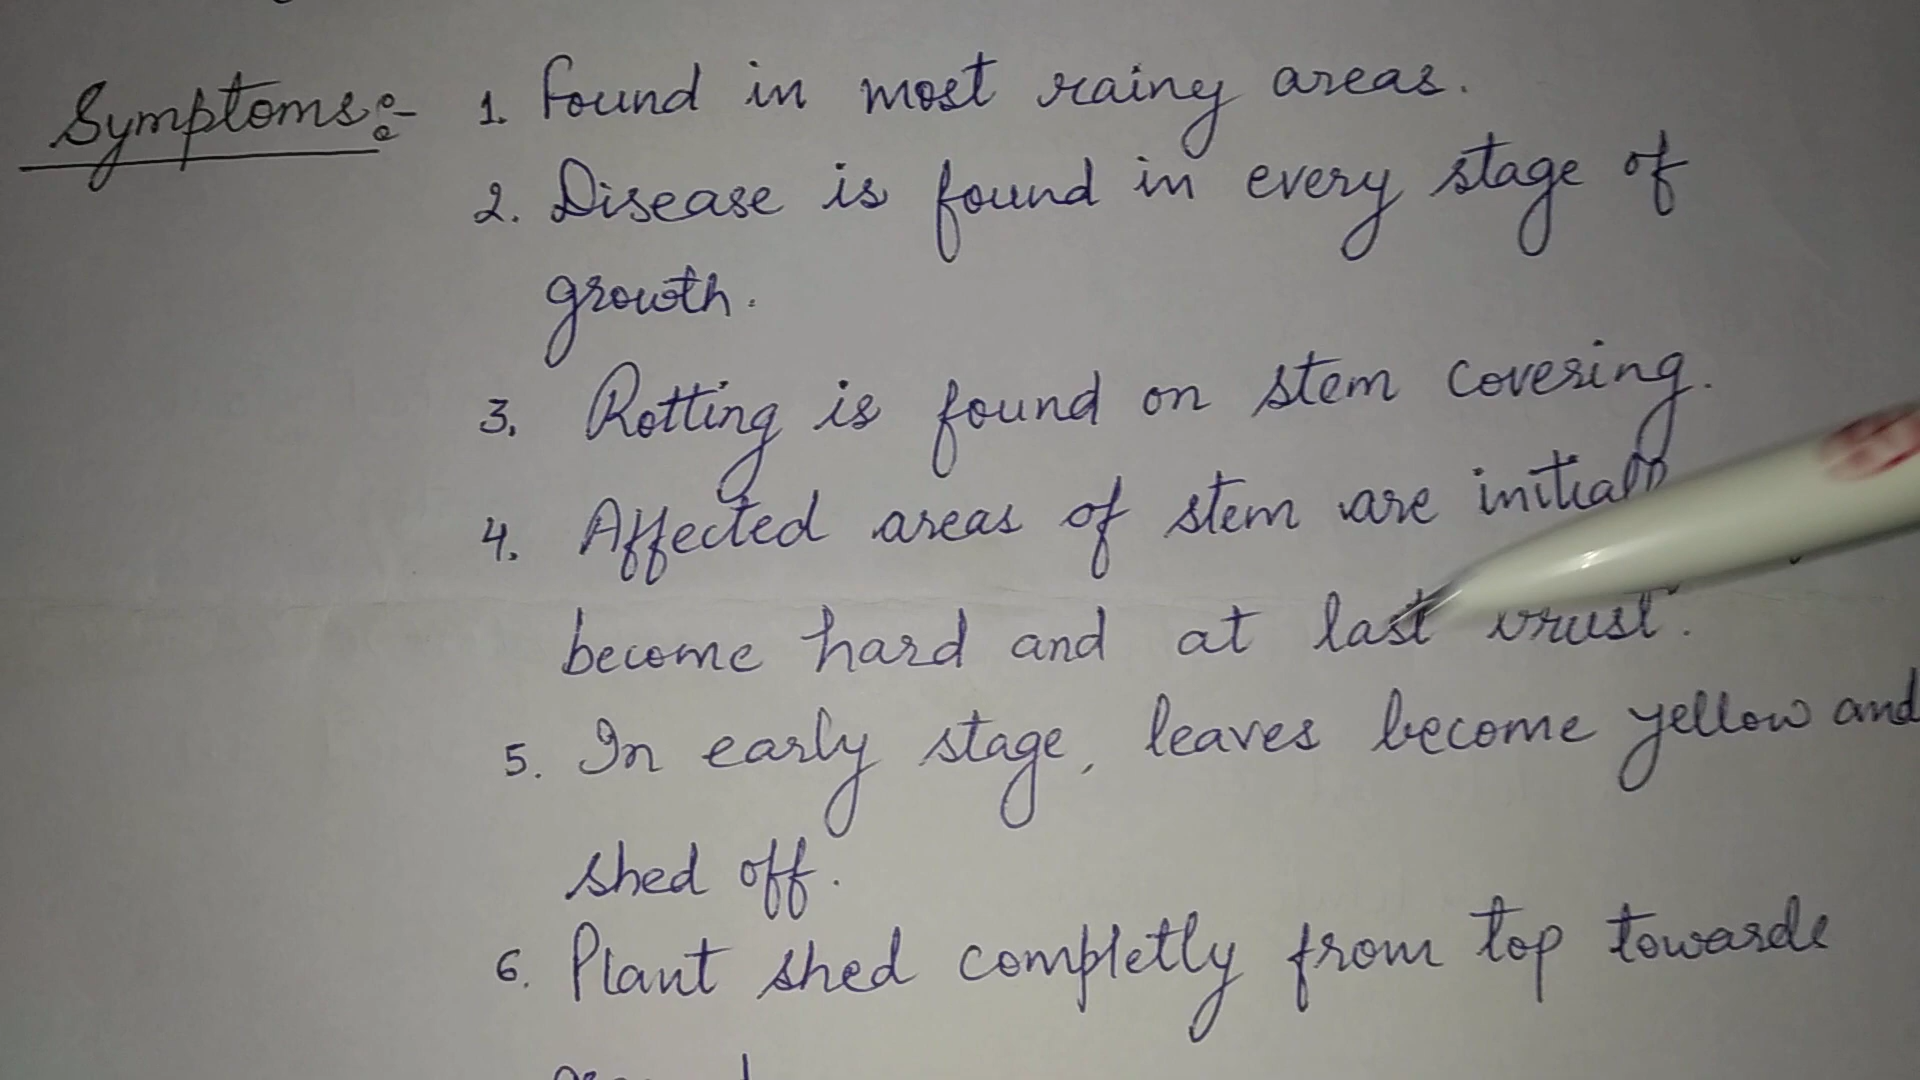 Symptoms:- 1. Found in most rainy areas.
2. Disease is found in every stage of
growth.
3. Rotting is found on stem covering.
4. Affected areas of stem are
become hard and at last
5. In early stage, leaves become yellow and
shed off.
6. Plant shed completly from top towards